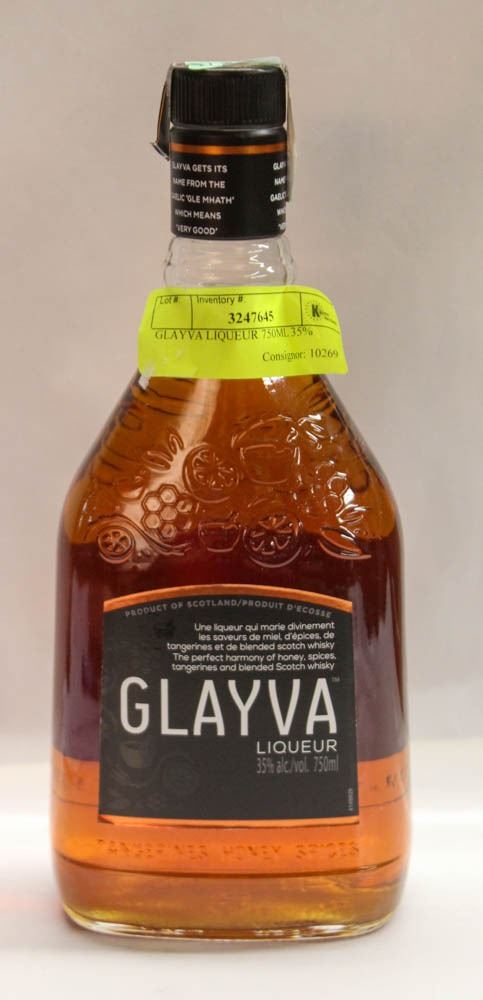 GLAYVA GETS ITS
NAME FROM THE
GAELIC 'GLE MHATH'
WHICH MEANS
'VERY GOOD'
Lot #: Inventory #:
3247645
GLAYVA LIQUEUR 750ML 35%
Consignor: 10269
PRODUCT OF SCOTLAND/PRODUIT D'ECOSSE
Une liqueur qui marie divinement
les saveurs de miel, d'épices, de
tangerines et de blended scotch whisky
The perfect harmony of honey, spices,
tangerines and blended Scotch whisky
GLAYVA™
LIQUEUR
35% alc./vol. 750ml
TANGERINES HONEY SPICES